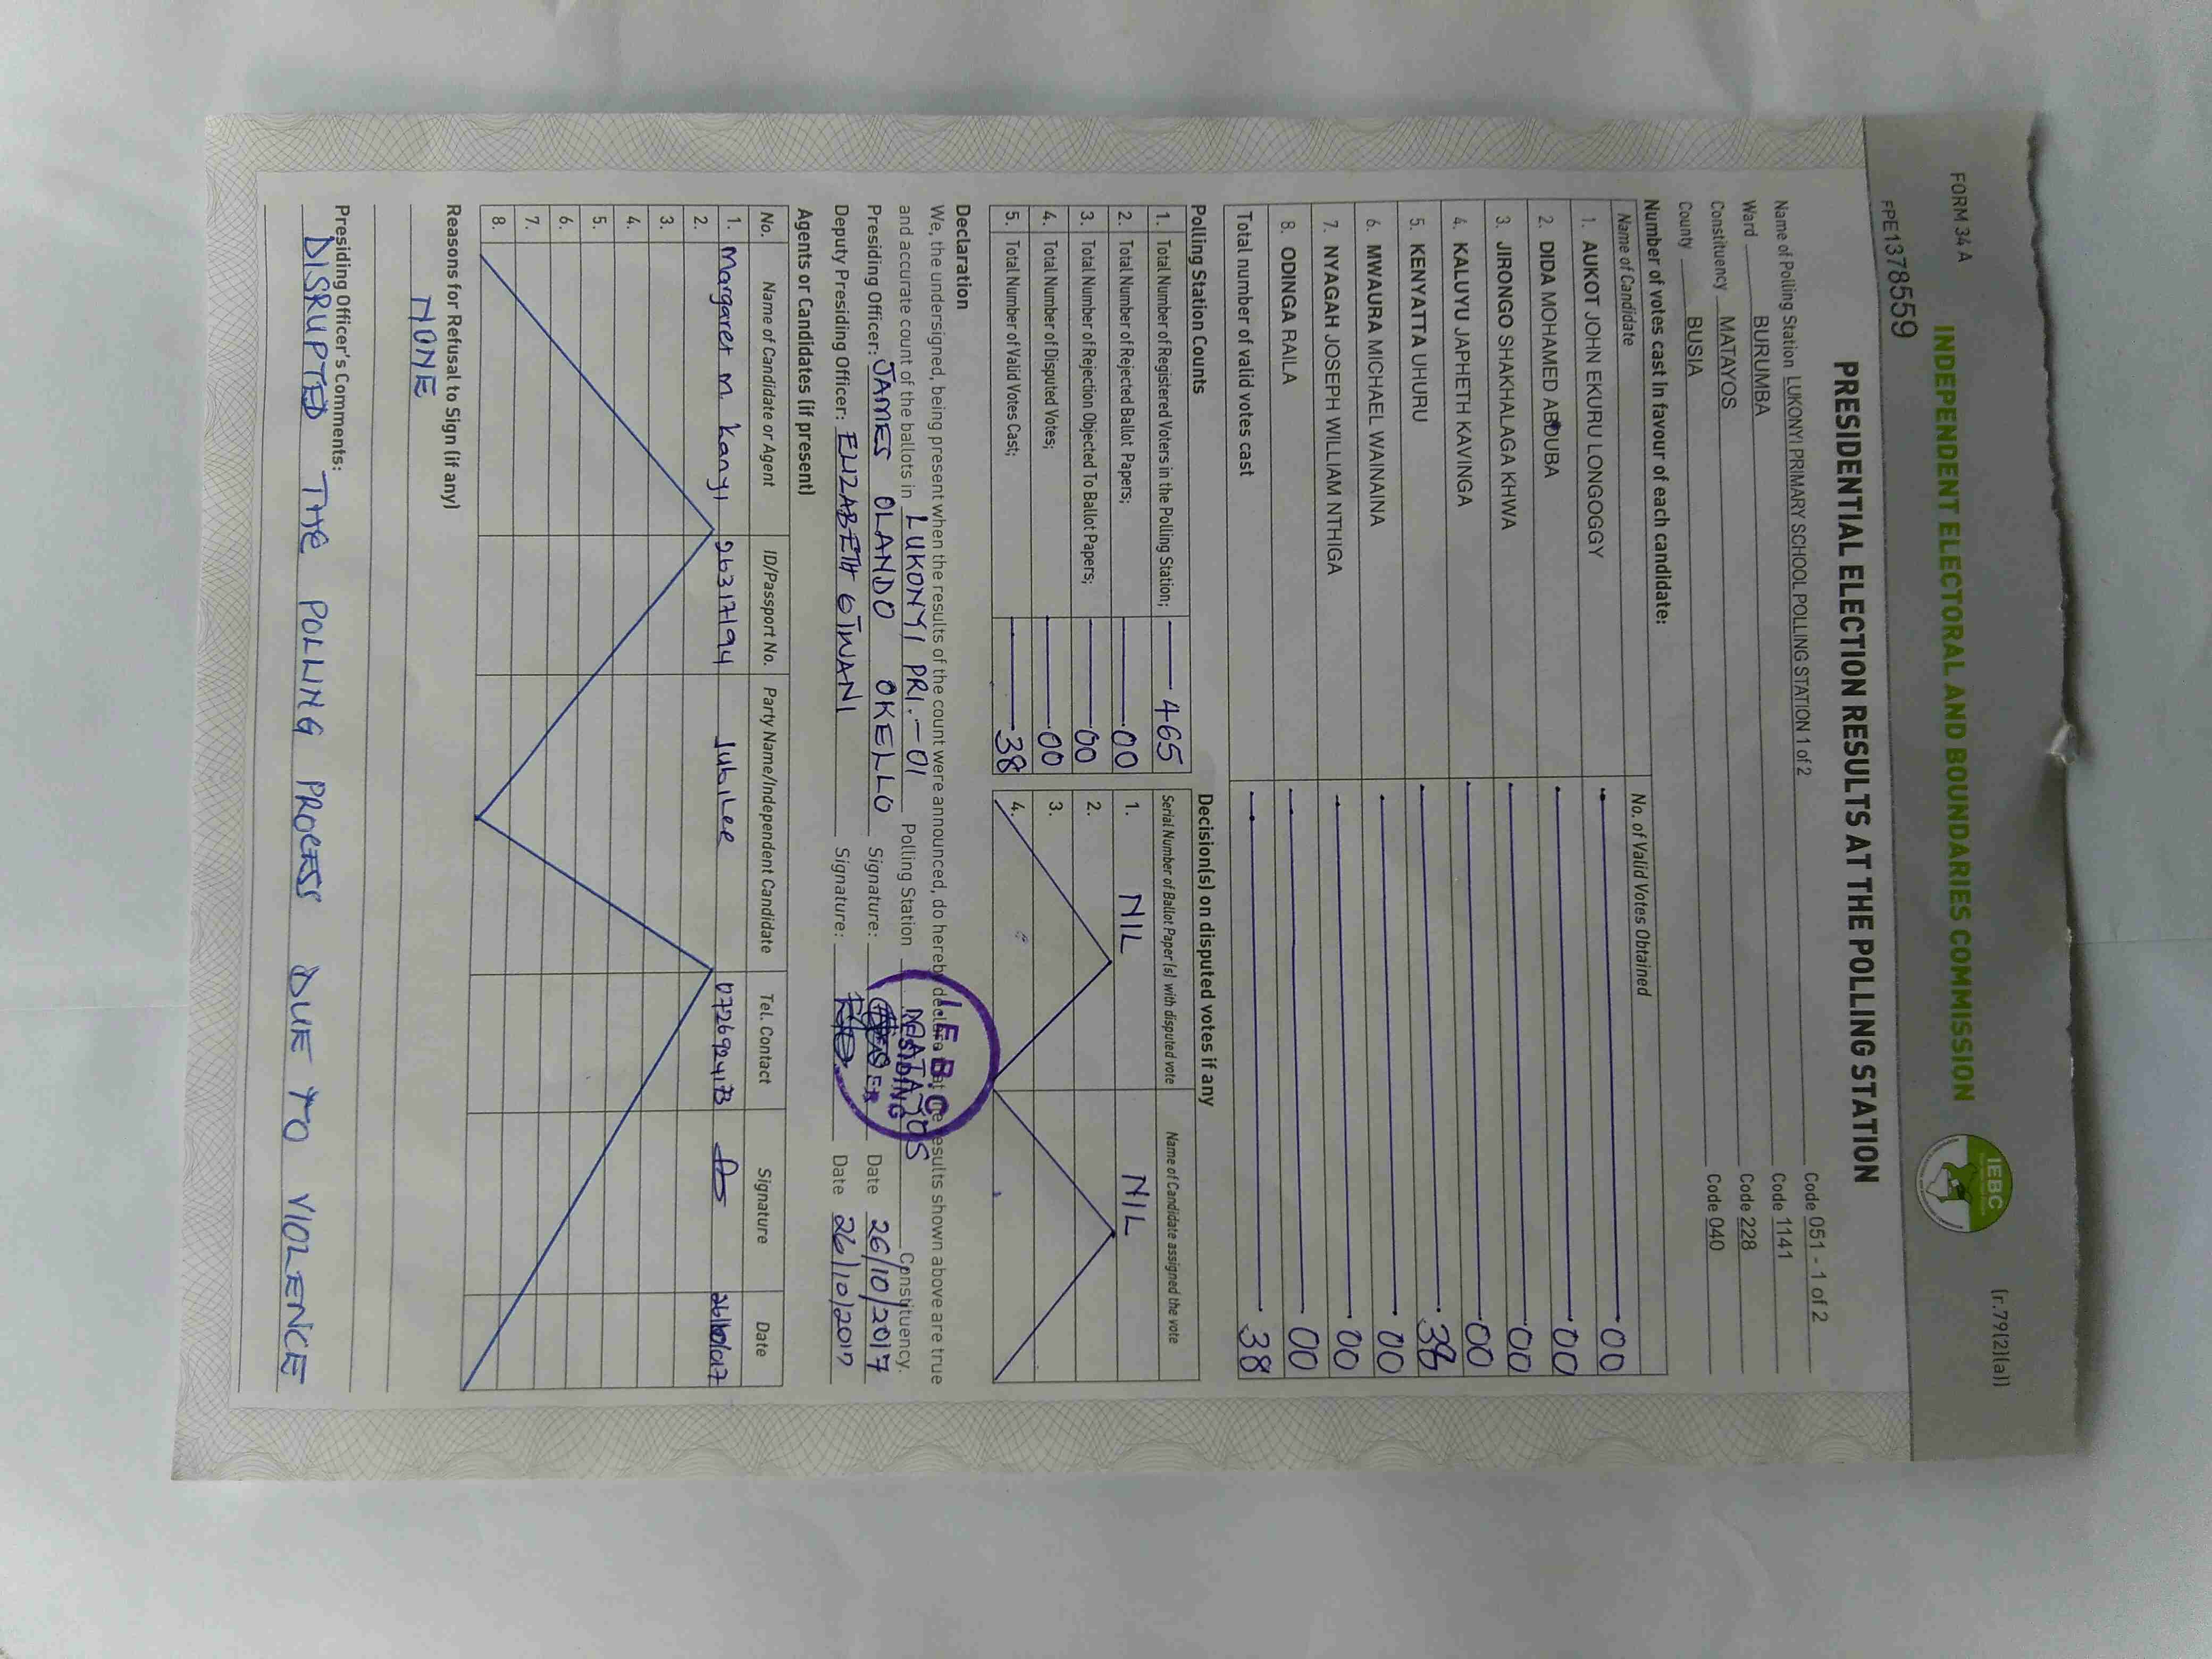 FORM 34 A
(r.79(2)(a))
INDEPENDENT ELECTORAL AND BOUNDARIES COMMISSION
IEBC
FPE1378559
PRESIDENTIAL ELECTION RESULTS AT THE POLLING STATION
Name of Polling Station LUKONYI PRIMARY SCHOOL POLLING STATION 1 of 2 Code 051 - 1 of 2
Ward BURUMBA Code 1141
Constituency MATAYOS Code 228
County BUSIA Code 040
Number of votes cast in favour of each candidate:
Name of Candidate No. of Valid Votes Obtained
1. AUKOT JOHN EKURU LONGOGGY 00
2. DIDA MOHAMED ABDUBA 00
3. JIRONGO SHAKHALAGA KHWA 00
4. KALUYU JAPHETH KAVINGA 00
5. KENYATTA UHURU 38
6. MWAURA MICHAEL WAINAINA 00
7. NYAGAH JOSEPH WILLIAM NTHIGA 00
8. ODINGA RAILA 00
Total number of valid votes cast 38
Polling Station Counts
1. Total Number of Registered Voters in the Polling Station; 465
2. Total Number of Rejected Ballot Papers; 00
3. Total Number of Rejection Objected To Ballot Papers; 00
4. Total Number of Disputed Votes; 00
5. Total Number of Valid Votes Cast; 38
Decision(s) on disputed votes if any
Serial Number of Ballot Paper (s) with disputed vote Name of Candidate assigned the vote
1. NIL NIL
2.
3.
4.
Declaration
We, the undersigned, being present when the results of the count were announced, do hereby declare that the results shown above are true
and accurate count of the ballots in LUKONYI PRI.-01 Polling Station MATAYOS Constituency.
Presiding Officer: JAMES OLANDO OKELLO Signature: Date 26/10/2017
Deputy Presiding Officer: ELIZABETH Signature: Date 26/10/2017
I.E.B.C
PRESIDING
Agents or Candidates (if present)
No. Name of Candidate or Agent ID/Passport No. Party Name/Independent Candidate Tel. Contact Signature Date
1. Margaret M. Kanyi 26317194 Jubilee 0726924173
2.
3.
4.
5.
6.
7.
8.
Reasons for Refusal to Sign (if any)
NONE
Presiding Officer's Comments:
DISRUPTED THE POLLING PROCESS DUE TO VIOLENCE